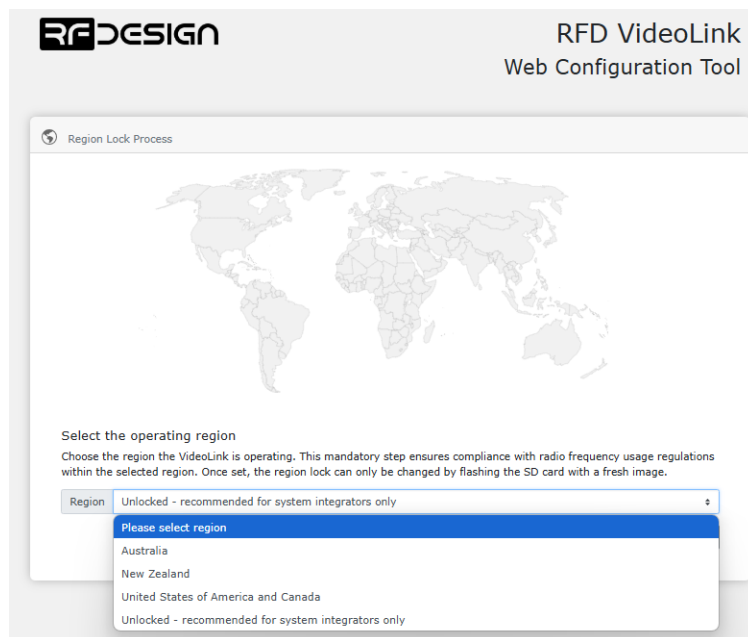 RFDESIGN
RFD VideoLink
Web Configuration Tool
Region Lock Process
Select the operating region
Choose the region the VideoLink is operating. This mandatory step ensures compliance with radio frequency usage regulations
within the selected region. Once set, the region lock can only be changed by flashing the SD card with a fresh image.
Region
Unlocked - recommended for system integrators only
Please select region
Australia
New Zealand
United States of America and Canada
Unlocked - recommended for system integrators only